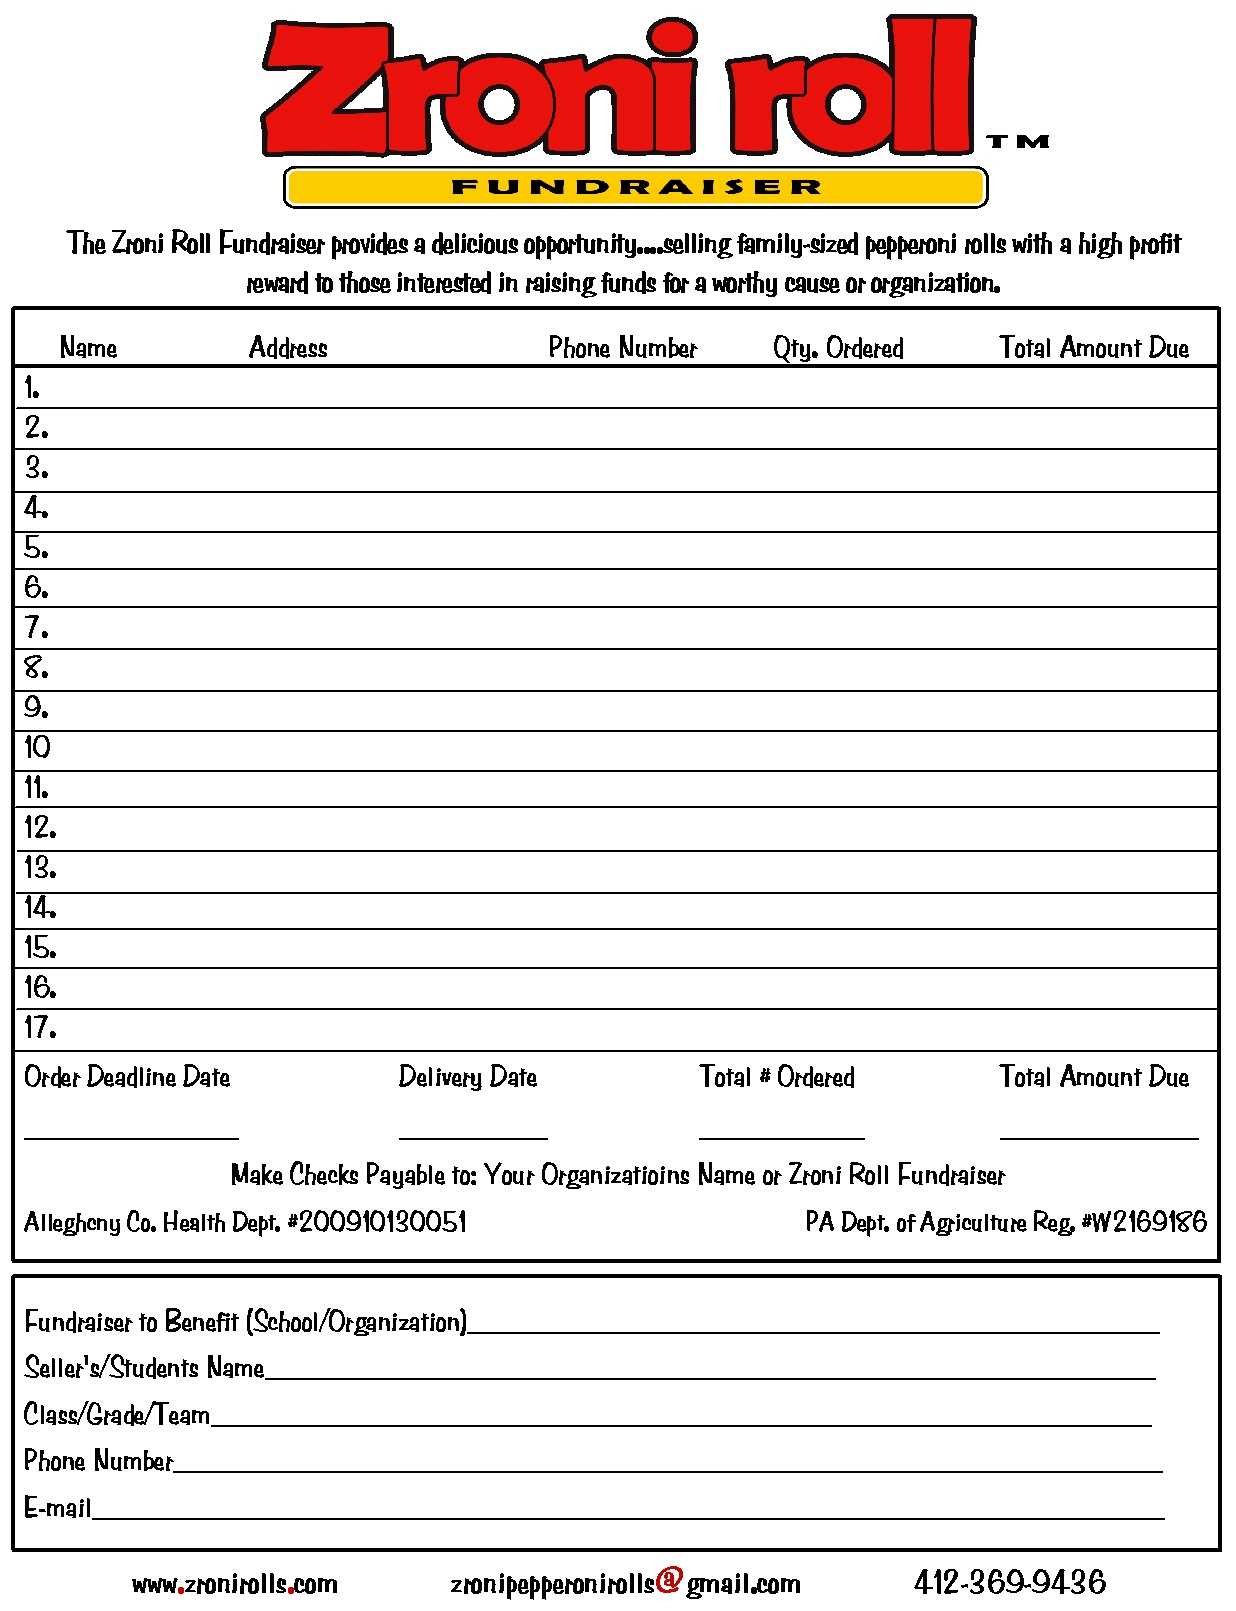 Zroni roll TM
FUNDRAISER
The Zroni Roll Fundraiser provides a delicious opportunity....selling family-sized pepperoni rolls with a high profit
reward to those interested in raising funds for a worthy cause or organization.
Name Address Phone Number Qty. Ordered Total Amount Due
1.
2.
3.
4.
5.
6.
7.
8.
9.
10
11.
12.
13.
14.
15.
16.
17.
Order Deadline Date Delivery Date Total # Ordered Total Amount Due
Make Checks Payable to: Your Organizatioins Name or Zroni Roll Fundraiser
Alleghcny Co. Health Dept. #200910130051 PA Dept. of Agriculture Reg. #W2169186
Fundraiser to Benefit (School/Organization)
Seller's/Students Name
Class/Grade/Team
Phone Number
E-mail
www.zronirolls.com zronipepperonirolls@gmail.com 412-369-9436